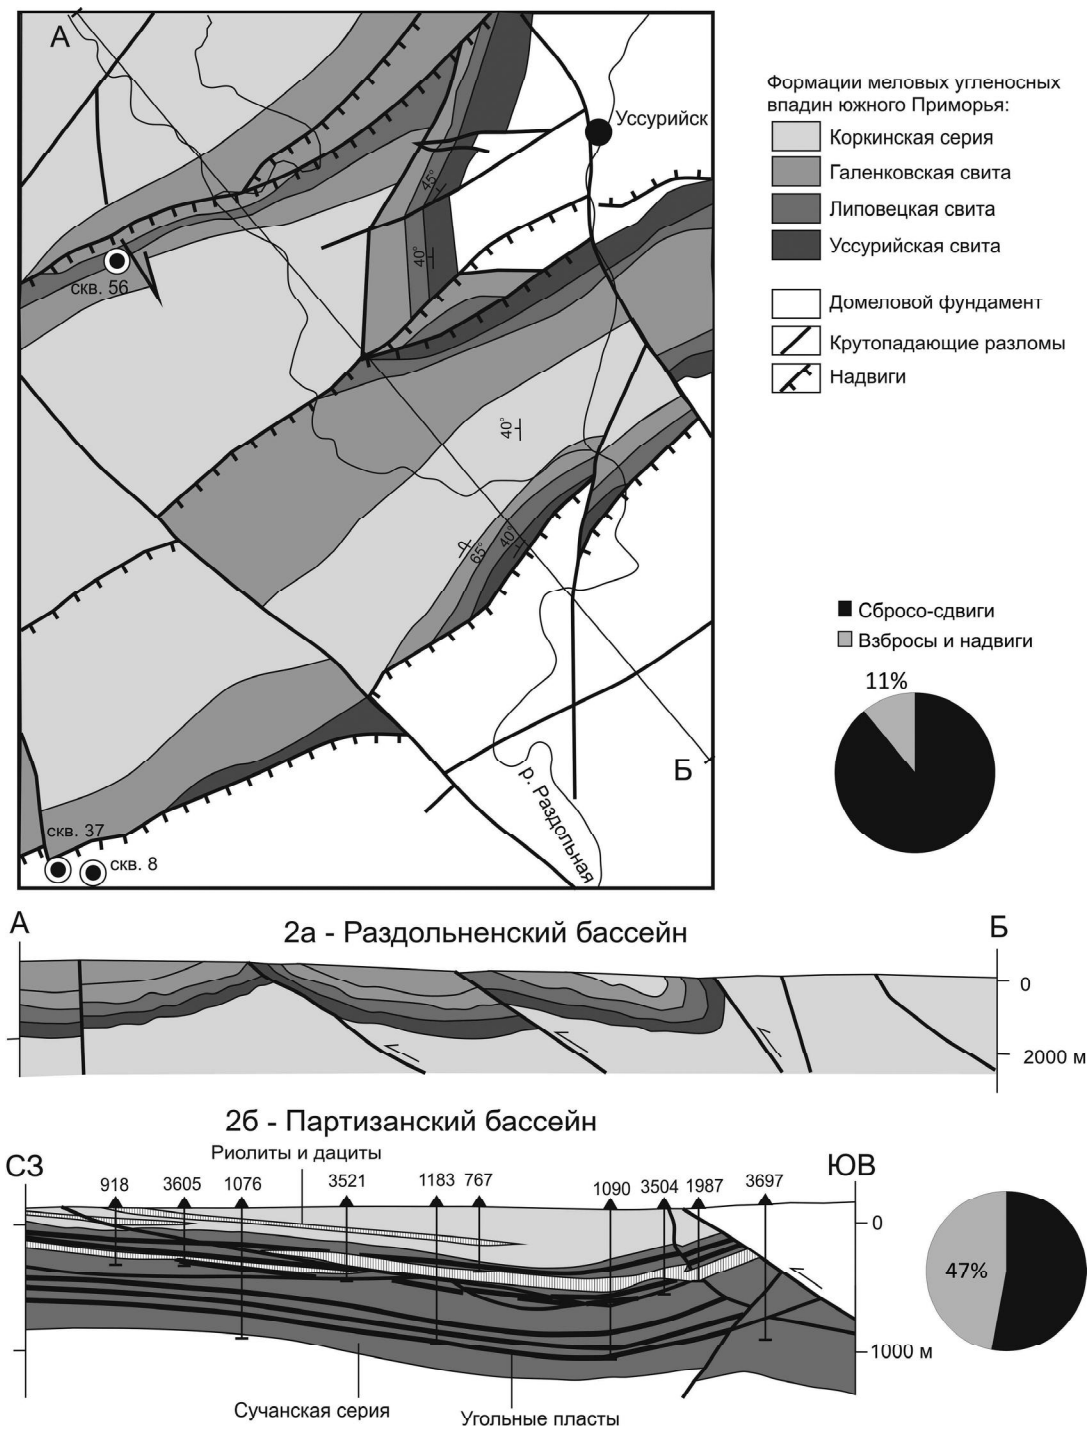 А
Уссурийск
45°
40°
скв. 56
40°
65°
40°
Б
р. Раздольная
скв. 37
скв. 8
Формации меловых угленосных
впадин южного Приморья:
Коркинская серия
Галенковская свита
Липовецкая свита
Уссурийская свита
Домеловой фундамент
Крутопадающие разломы
Надвиги
Сбросо-сдвиги
Взбросы и надвиги
11%
А
2а - Раздольненский бассейн
Б
0
2000 м
2б - Партизанский бассейн
СЗ
Риолиты и дациты
ЮВ
918 3605 1076 3521 1183 767 1090 3504 1987 3697
0
47%
1000 м
Сучанская серия
Угольные пласты